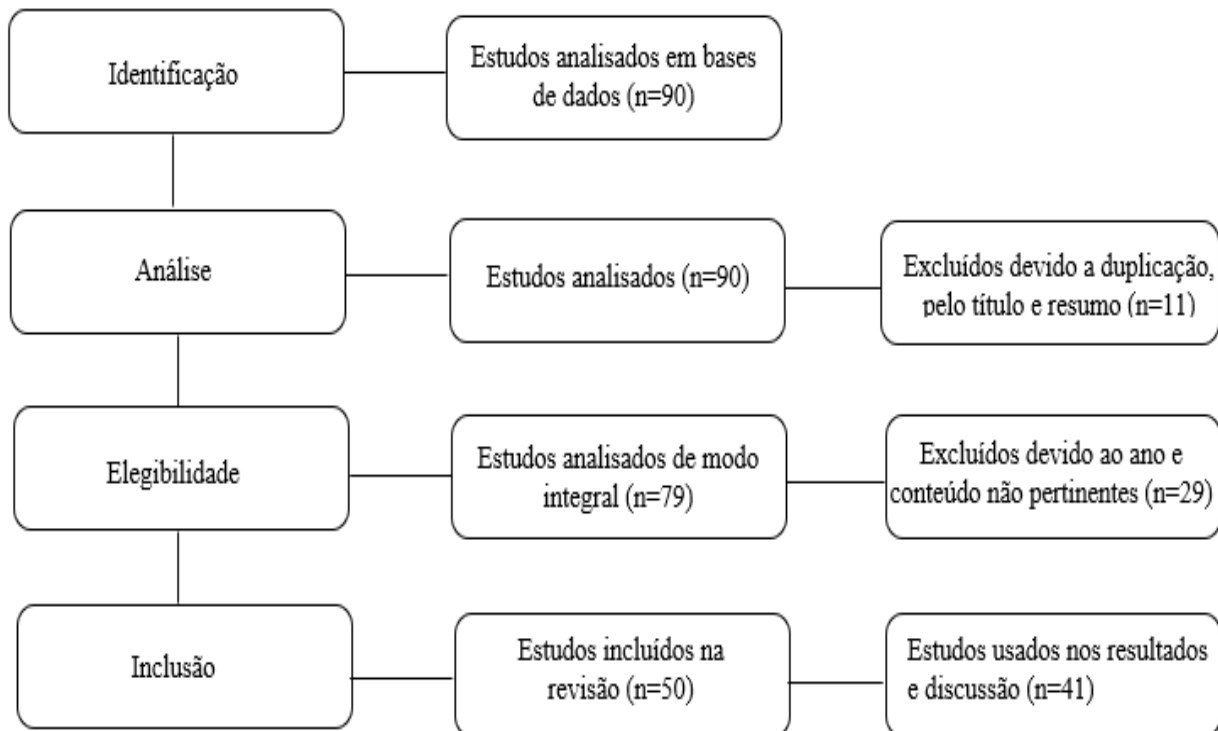 Identificação
Estudos analisados em bases
de dados (n=90)
Análise
Estudos analisados (n=90)
Excluídos devido a duplicação,
pelo título e resumo (n=11)
Elegibilidade
Estudos analisados de modo
integral (n=79)
Excluídos devido ao ano e
conteúdo não pertinentes (n=29)
Inclusão
Estudos incluídos na
revisão (n=50)
Estudos usados nos resultados
e discussão (n=41)